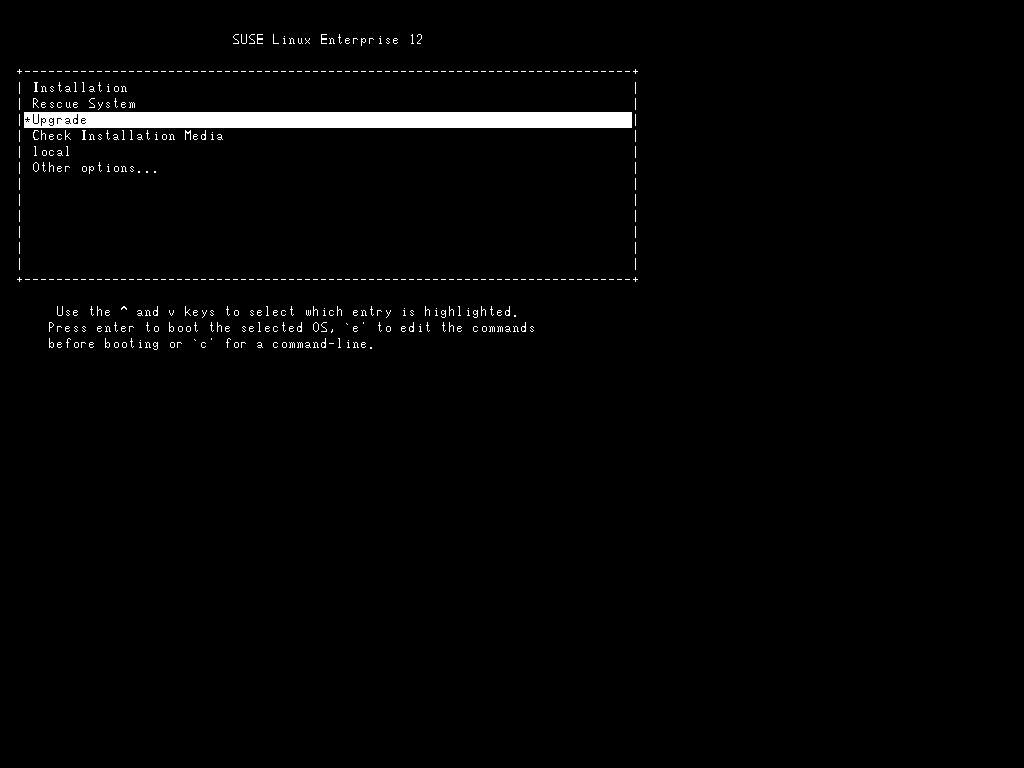 SUSE Linux Enterprise 12
Installation
Rescue System
*Upgrade
Check Installation Media
local
Other options...
Use the ^ and v keys to select which entry is highlighted.
Press enter to boot the selected OS, `e' to edit the commands
before booting or `c' for a command-line.